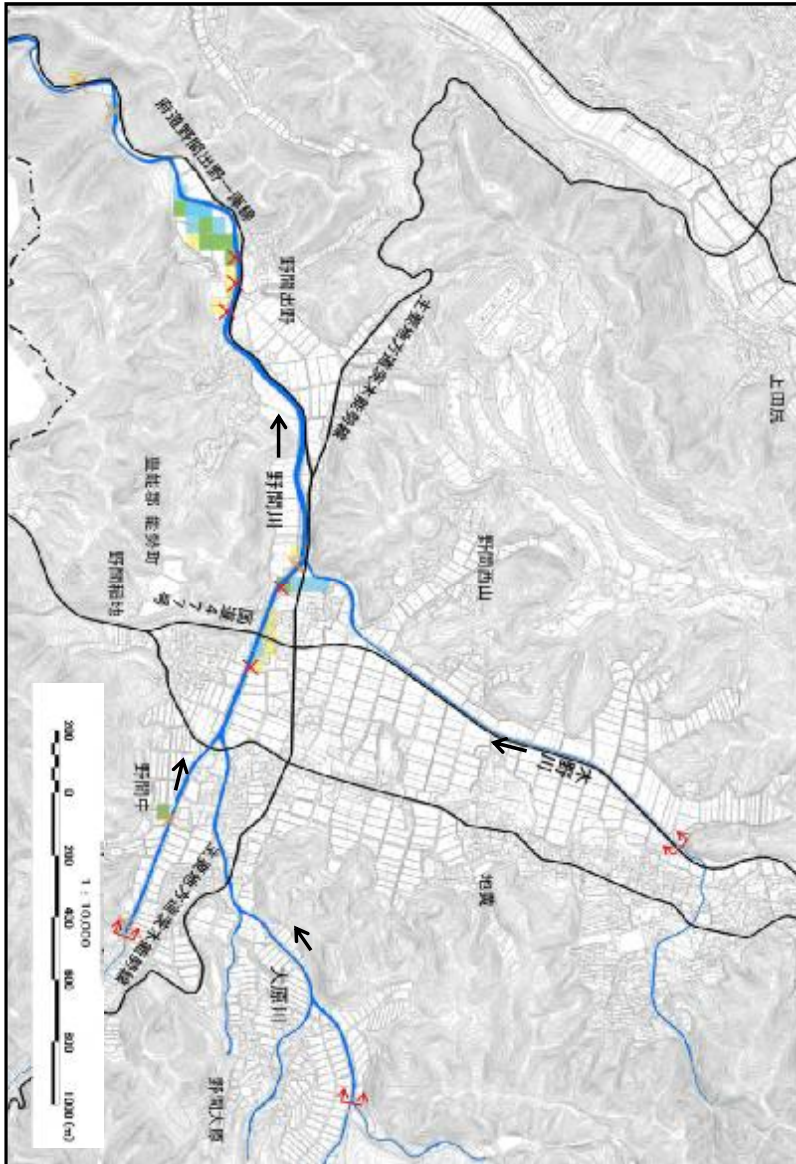 上田尻
府道野間出野一庫線
野間出野
主要地方道茨木能勢線
野間川
野間西山
豊能郡 能勢町
野間稲地
国道477号
木野川
地黄
野間中
主要地方道茨木能勢線
大原川
野間大原
1 : 10,000
200 0 200 400 600 800 1000 (m)